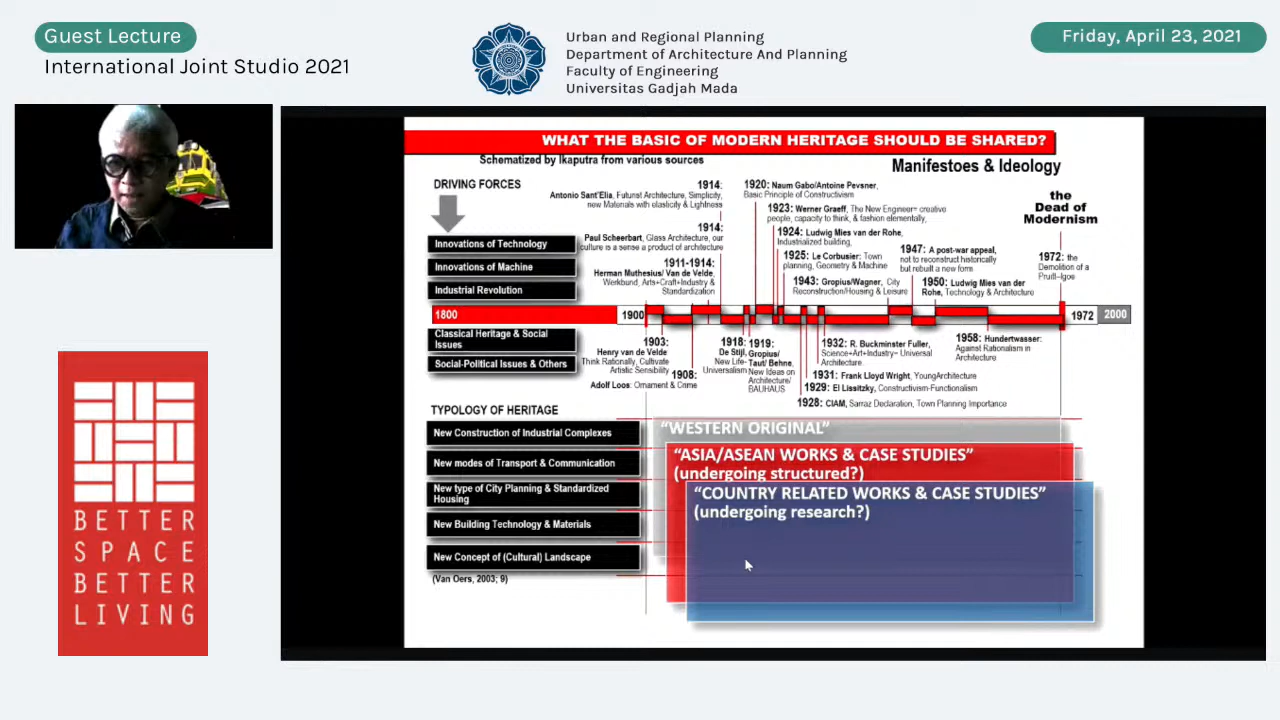 Guest Lecture
International Joint Studio 2021
Urban and Regional Planning
Department of Architecture And Planning
Faculty of Engineering
Universitas Gadjah Mada
Friday, April 23, 2021
WHAT THE BASIC OF MODERN HERITAGE SHOULD BE SHARED?
Schematized by Ikaputra from various sources
Manifestoes & Ideology
DRIVING FORCES
Innovations of Technology
Innovations of Machine
Industrial Revolution
1800
Classical Heritage & Social
Issues
Social-Political Issues & Others
1914:
Antonio Sant'Elia, Futurist Architecture, Simplicity,
new Materials with elasticity & Lightness
1914:
Paul Scheerbart, Glass Architecture, our
culture is a sense a product of architecture
1911-1914:
Herman Muthesius/ Van de Velde,
Werkbund, Arts+Craft+Industry &
Standardization
1920: Naum Gabo/Antoine Pevsner,
Basic Principle of Constructivism
1923: Werner Graeff, The New Engineer= creative
people, capacity to think, & fashion elementally,
1924: Ludwig Mies van der Rohe,
Industrialized building,
1925: Le Corbusier: Town
planning, Geometry & Machine
1943: Gropius/Wagner, City
Reconstruction/Housing & Leisure
1947: A post-war appeal,
not to reconstruct historically
but rebuilt a new form
1950: Ludwig Mies van der
Rohe, Technology & Architecture
the
Dead of
Modernism
1972: the
Demolition of a
Pruitt-Igoe
1900
1972
2000
1903:
Henry van de Velde
Think Rationally, Cultivate
Artistic Sensibility
1908:
Adolf Loos: Ornament & Crime
1918:
De Stijl,
New Life-
Universalism
1919:
Gropius/
Taut/ Behne,
New Ideas on
Architecture/
BAUHAUS
1932: R. Buckminster Fuller,
Science+Art+Industry= Universal
Architecture
1931: Frank Lloyd Wright, YoungArchitecture
1929: El Lissitzky, Constructivism-Functionalism
1928: CIAM, Sarraz Declaration, Town Planning Importance
1958: Hundertwasser:
Against Rationalism in
Architecture
TYPOLOGY OF HERITAGE
New Construction of Industrial Complexes
New modes of Transport & Communication
New type of City Planning & Standardized
Housing
New Building Technology & Materials
New Concept of (Cultural) Landscape
(Van Oers, 2003; 9)
"WESTERN ORIGINAL"
"ASIA/ASEAN WORKS & CASE STUDIES"
(undergoing structured?)
"COUNTRY RELATED WORKS & CASE STUDIES"
(undergoing research?)
BETTER
SPACE
BETTER
LIVING